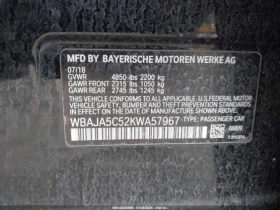 MFD BY BAYERISCHE MOTOREN WERKE AG
07/18
GVWR 4850 lbs 2200 kg
GAWR FRONT 2315 lbs 1050 kg
GAWR REAR 2745 lbs 1245 kg
THIS VEHICLE CONFORMS TO ALL APPLICABLE
FEDERAL MOTOR VEHICLE SAFETY, BUMPER, AND
THEFT PREVENTION STANDARDS IN EFFECT ON THE
DATE OF MANUFACTURE SHOWN ABOVE.
WBAJA5C52KWA57967 TYPE: PASSENGER CAR